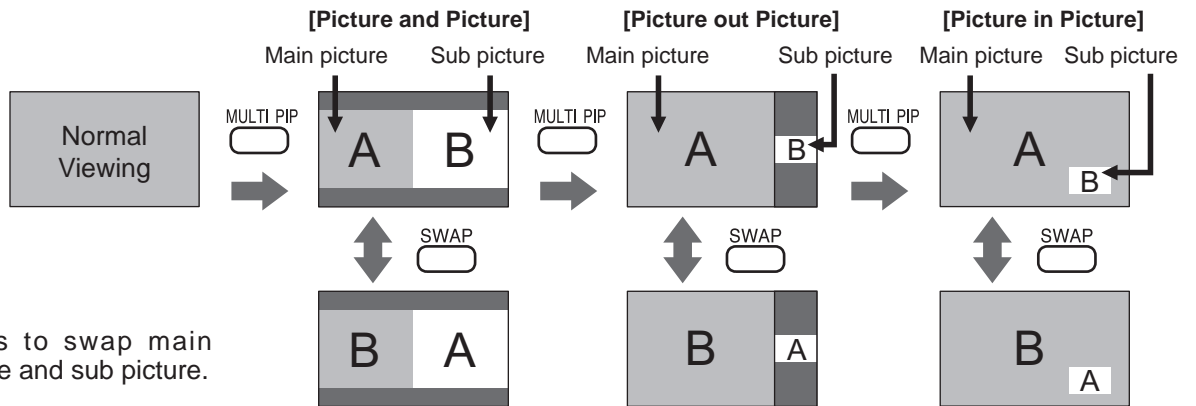 [Picture and Picture] [Picture out Picture] [Picture in Picture]
Main picture Sub picture Main picture Sub picture Main picture Sub picture
Normal
Viewing
MULTI PIP
A B
MULTI PIP
A B
MULTI PIP
A
B
SWAP SWAP SWAP
s to swap main
e and sub picture.
B A
B A
B
A